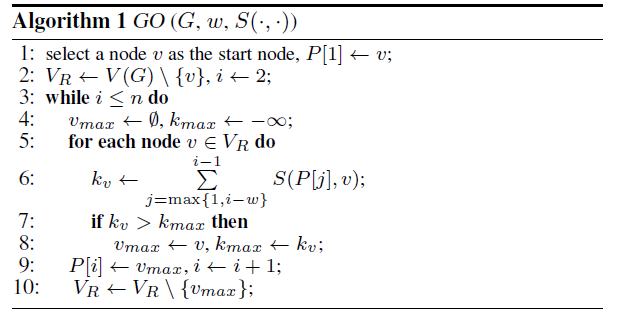 Algorithm 1 GO (G, w, S(·, ·))
1: select a node v as the start node, P[1] ← v;
2: V_R ← V(G) \ {v}, i ← 2;
3: while i ≤ n do
4: v_max ← ∅, k_max ← −∞;
5: for each node v ∈ V_R do
6: k_v ← ∑_{j=max{1,i−w}}^{i−1} S(P[j], v);
7: if k_v > k_max then
8: v_max ← v, k_max ← k_v;
9: P[i] ← v_max, i ← i + 1;
10: V_R ← V_R \ {v_max};